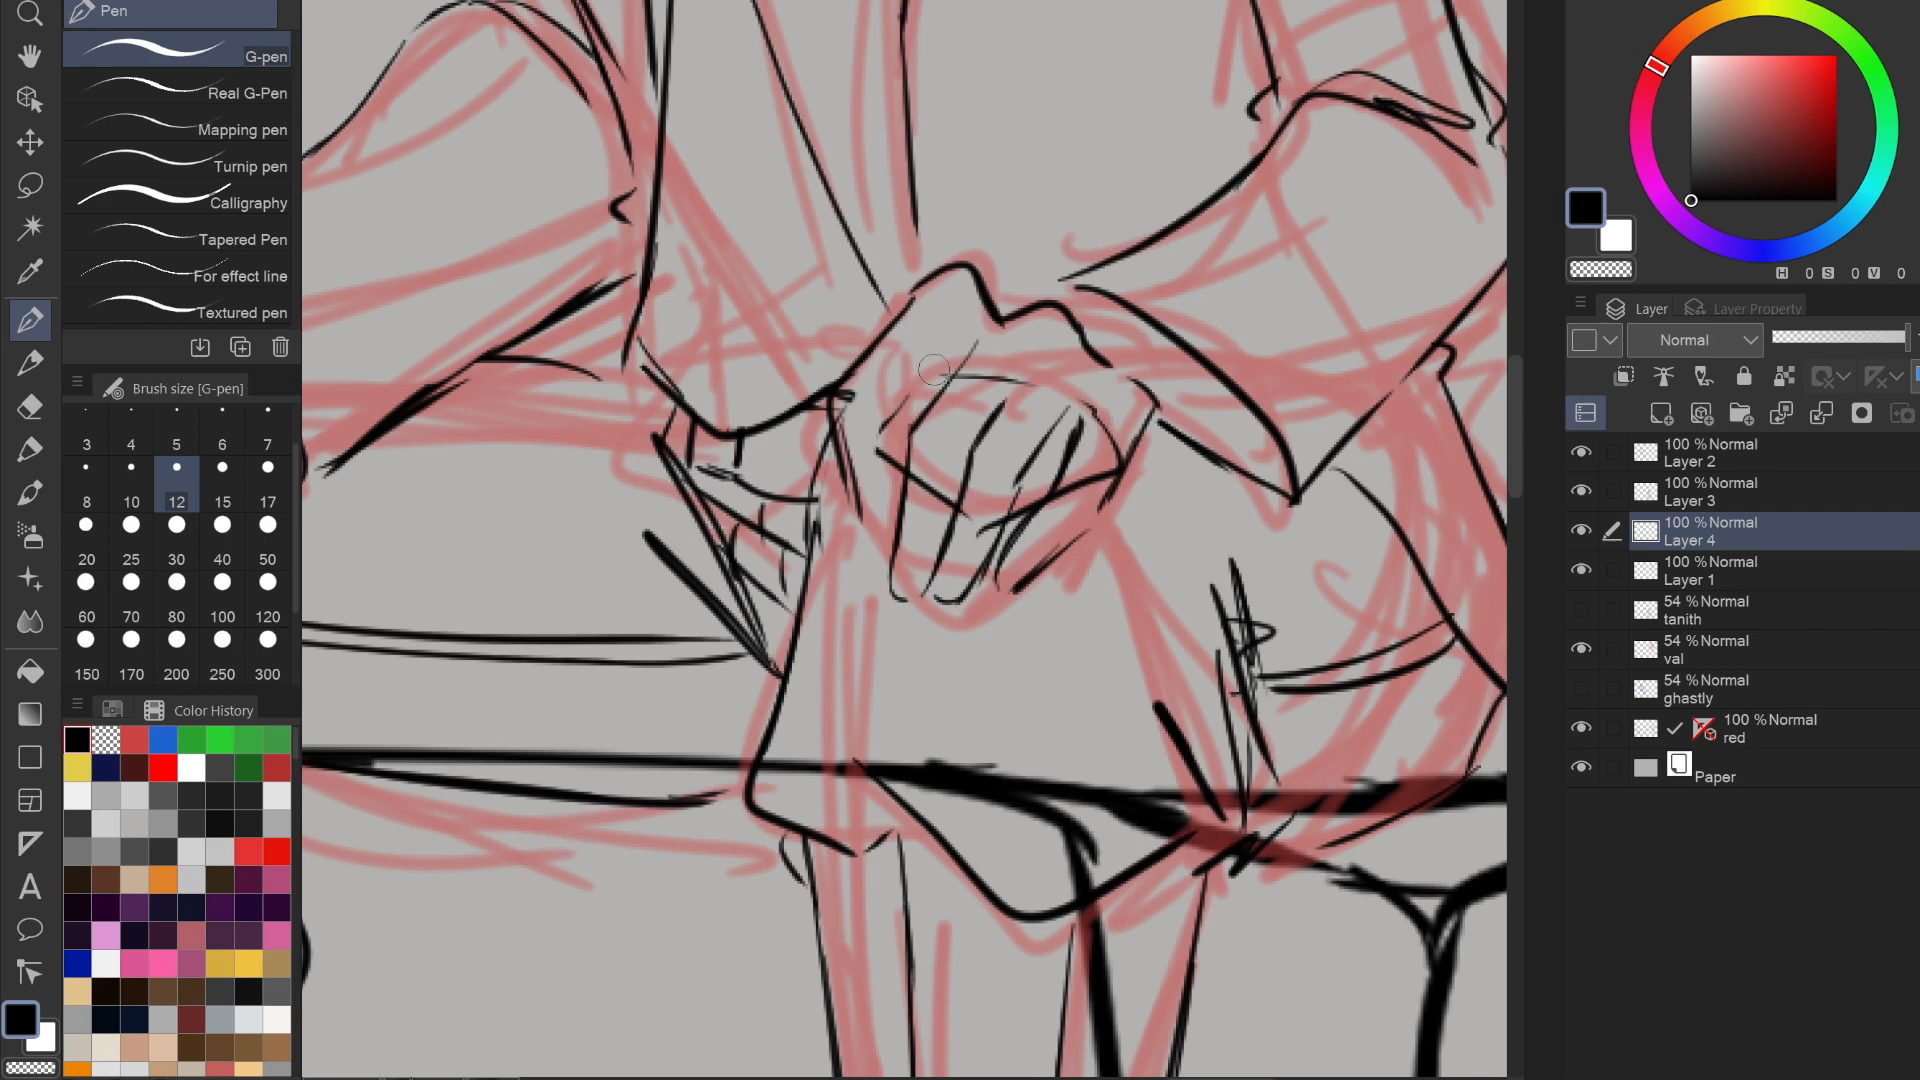 Pen
G-pen
Real G-Pen
Mapping pen
Turnip pen
Calligraphy
Tapered Pen
For effect line
Textured pen
Brush size [G-pen]
3 4 5 6 7
8 10 12 15 17
20 25 30 40 50
60 70 80 100 120
150 170 200 250 300
Color History
H 0 S 0 V 0
Layer Layer Property
Normal
100 %Normal
Layer 2
100 %Normal
Layer 3
100 %Normal
Layer 4
100 %Normal
Layer 1
54 %Normal
tanith
54 %Normal
val
54 %Normal
ghastly
100 %Normal
red
Paper